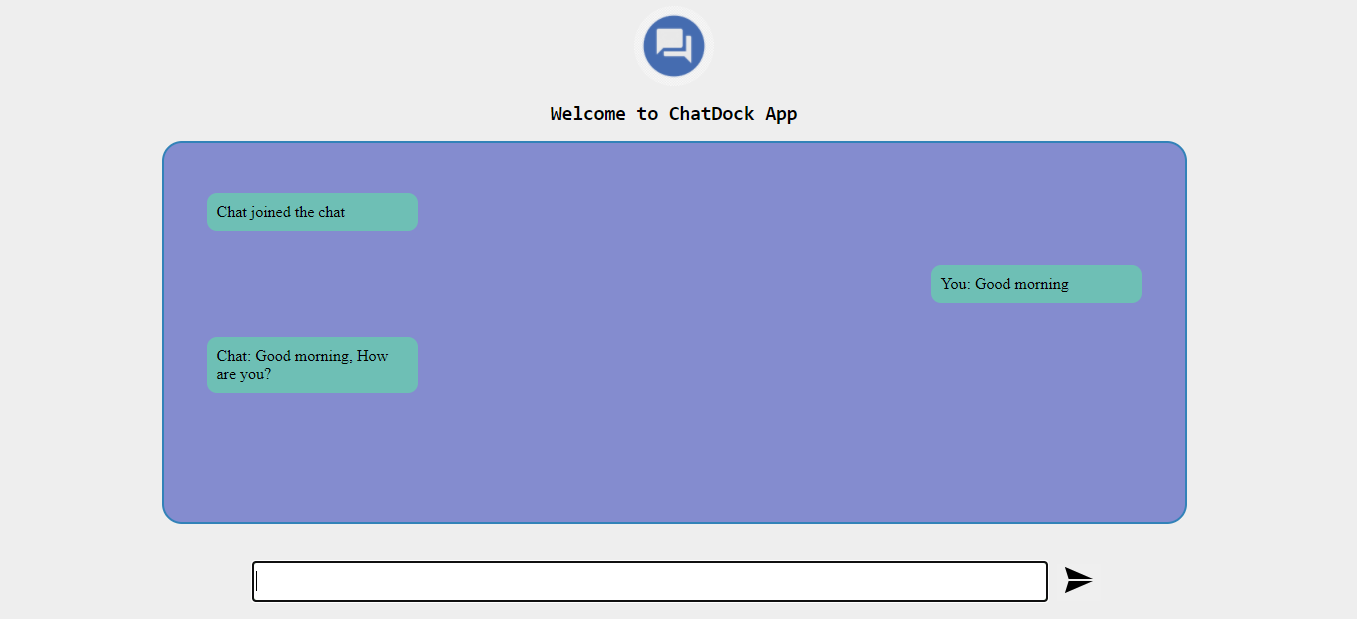 Welcome to ChatDock App
Chat joined the chat
You: Good morning
Chat: Good morning, How
are you?